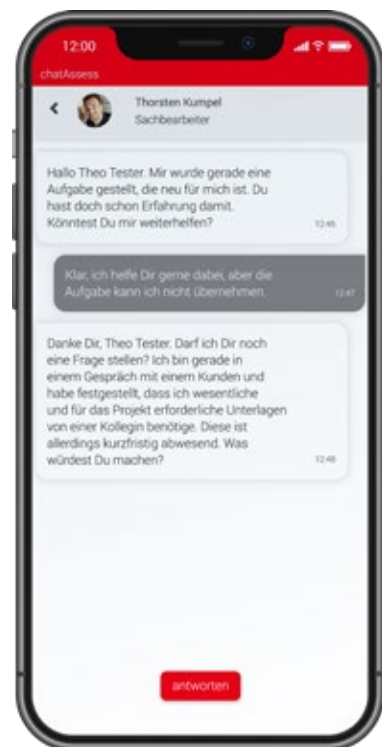 12:00
chatAssess
Thorsten Kumpel
Sachbearbeiter
Hallo Theo Tester. Mir wurde gerade eine
Aufgabe gestellt, die neu für mich ist. Du
hast doch schon Erfahrung damit.
Könntest Du mir weiterhelfen?
12:46
Klar, ich helfe Dir gerne dabei, aber die
Aufgabe kann ich nicht übernehmen.
12:47
Danke Dir, Theo Tester. Darf ich Dir noch
eine Frage stellen? Ich bin gerade in
einem Gespräch mit einem Kunden und
habe festgestellt, dass ich wesentliche
und für das Projekt erforderliche Unterlagen
von einer Kollegin benötige. Diese ist
allerdings kurzfristig abwesend. Was
würdest Du machen?
12:48
antworten